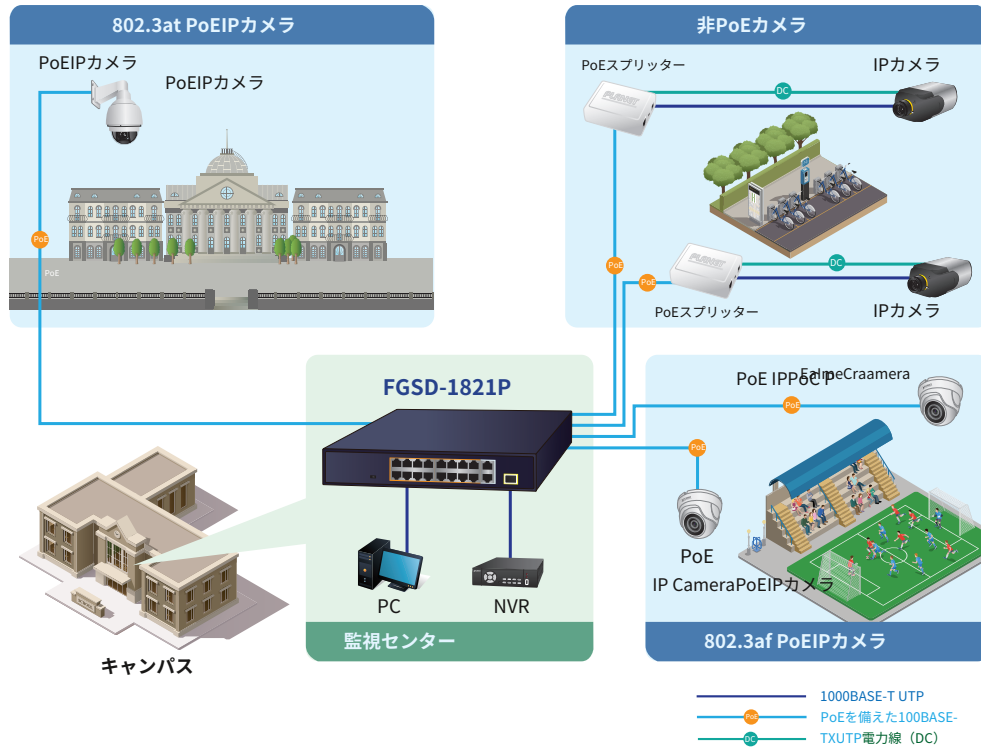 802.3at PoEIPカメラ
PoEIPカメラ
PoEIPカメラ
PoE
PoE
非PoEカメラ
PoEスプリッター
IPカメラ
PLANET
DC
PoE
PoE
PLANET
DC
PoEスプリッター
IPカメラ
FGSD-1821P
PC
NVR
監視センター
キャンパス
PoE IPPoC P
PoE
PoE
PoE
IP CameraPoEIPカメラ
802.3af PoEIPカメラ
1000BASE-T UTP
PoE
PoEを備えた100BASE-
DC
TXUTP電力線（DC）